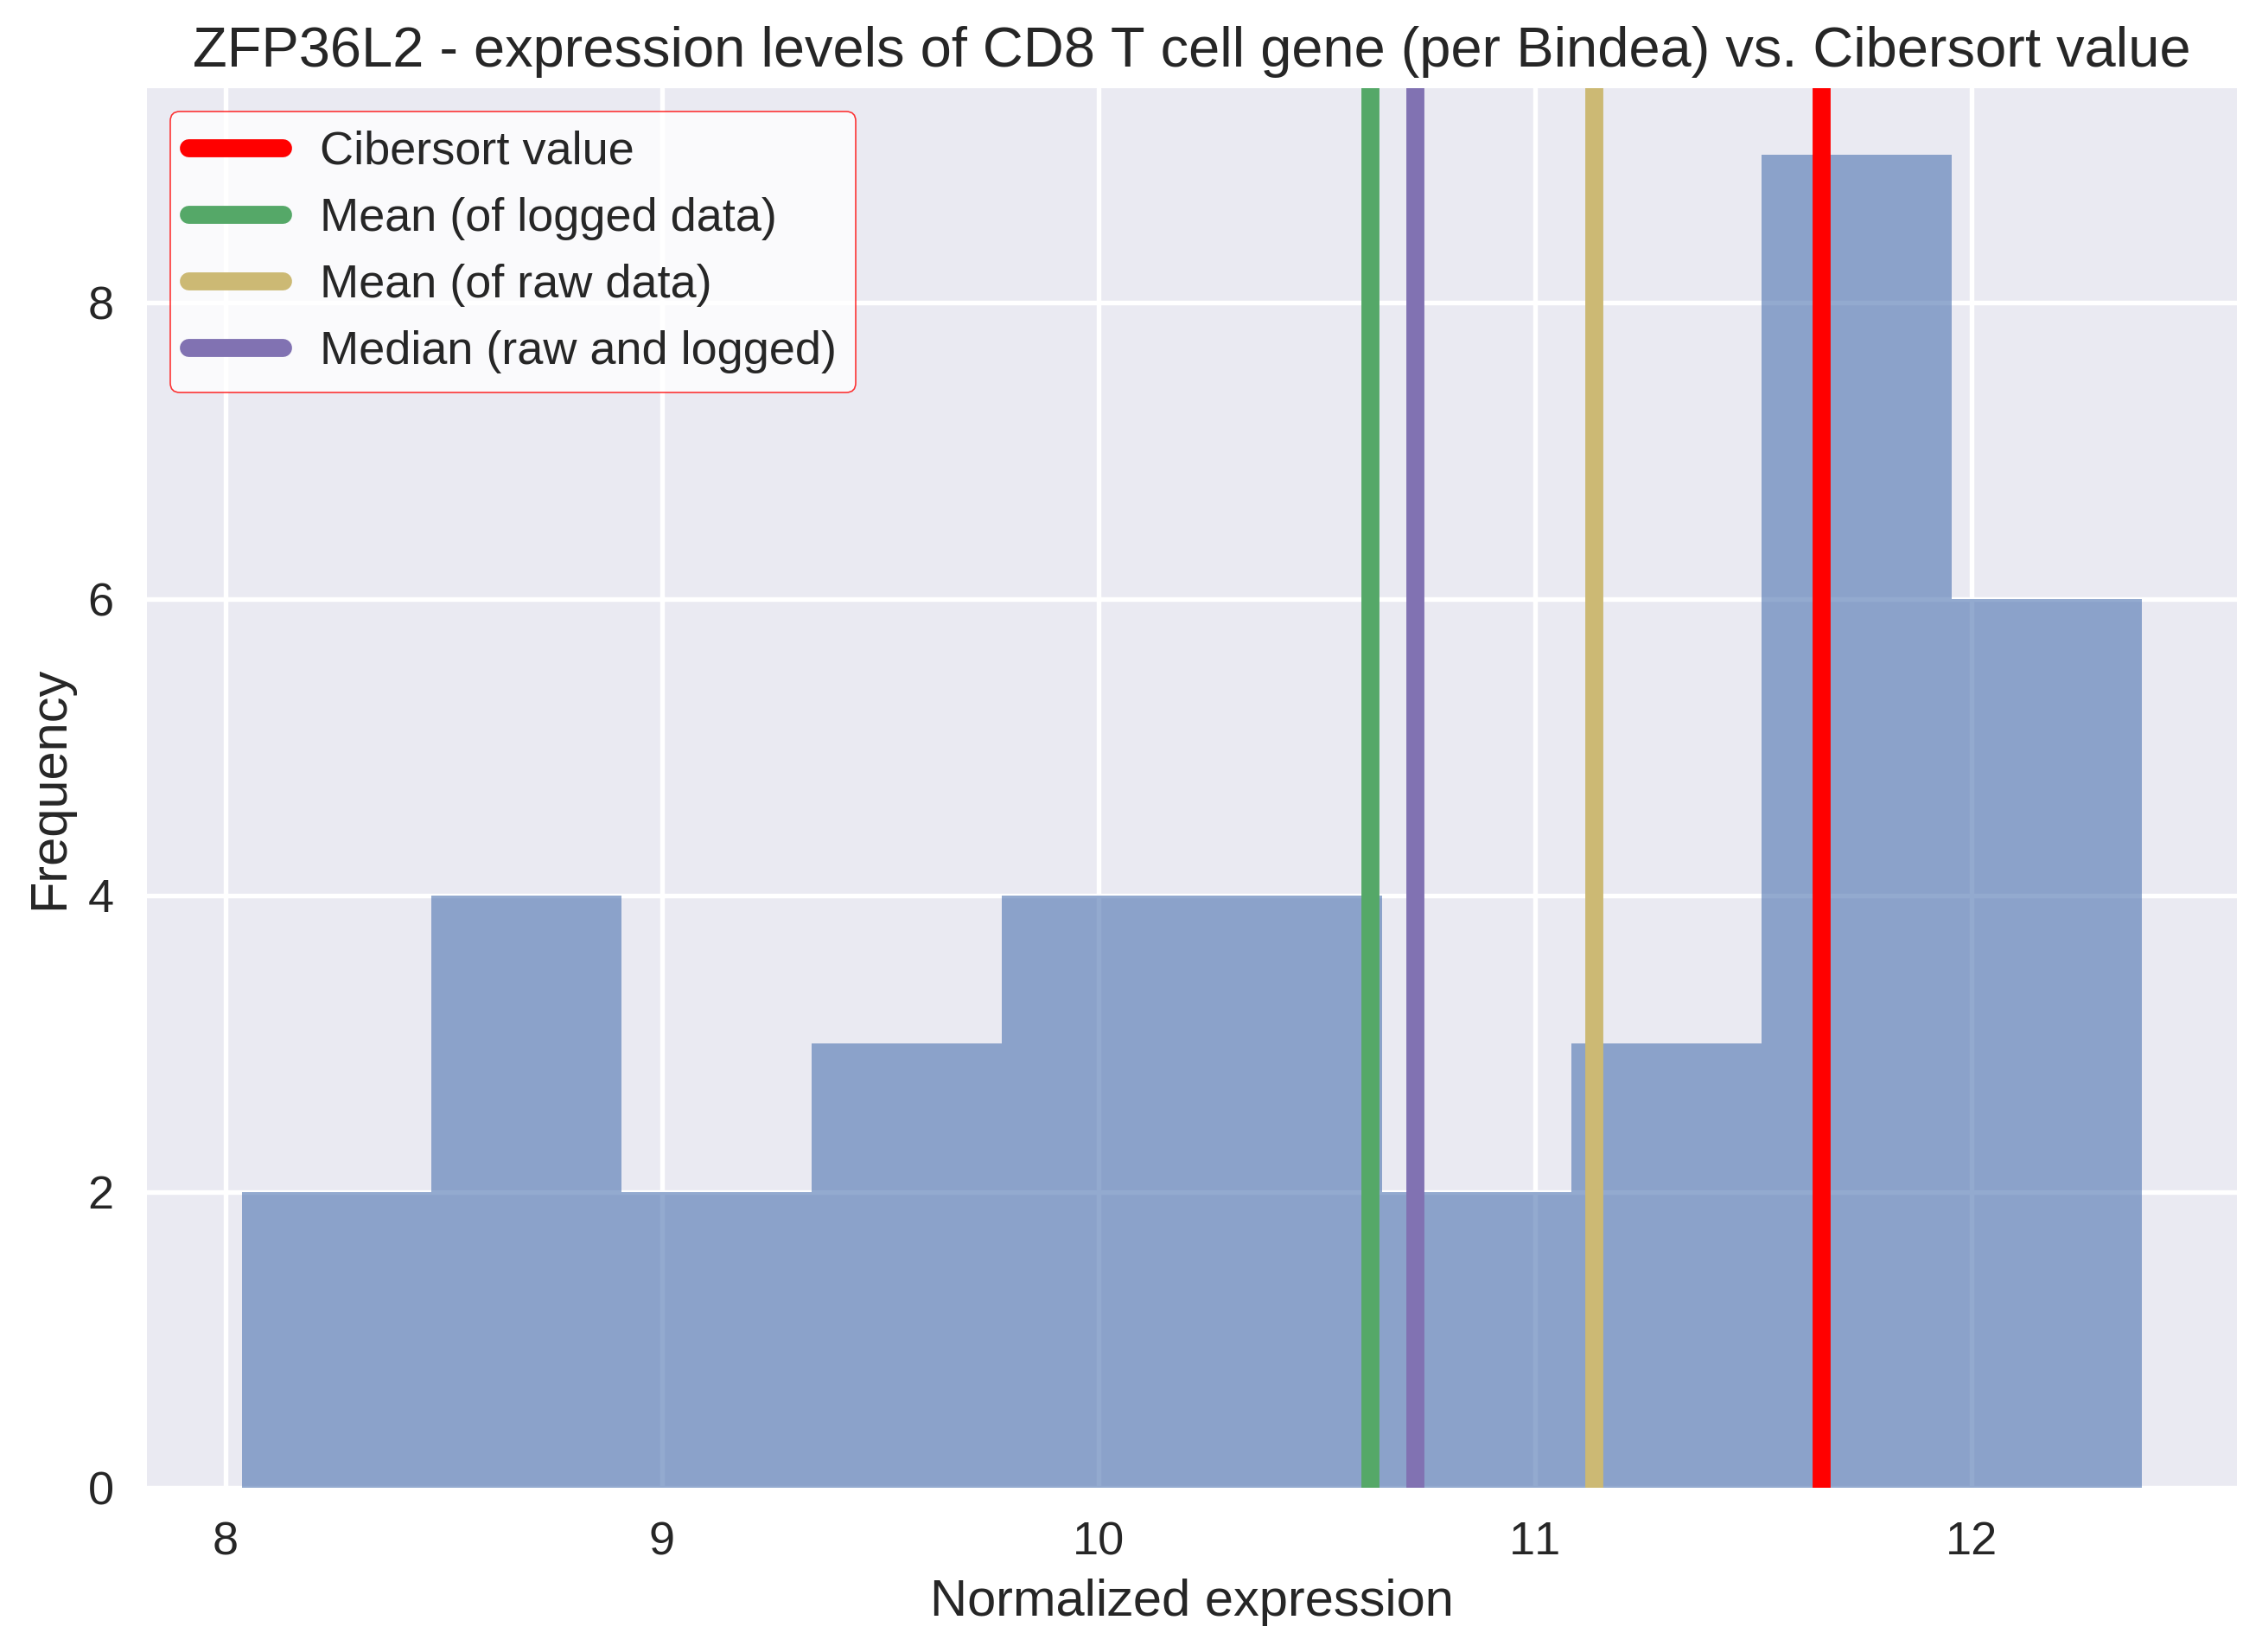 ZFP36L2 - expression levels of CD8 T cell gene (per Bindea) vs. Cibersort value
Cibersort value
Mean (of logged data)
Mean (of raw data)
Median (raw and logged)
8
6
4
2
0
Frequency
8 9 10 11 12
Normalized expression